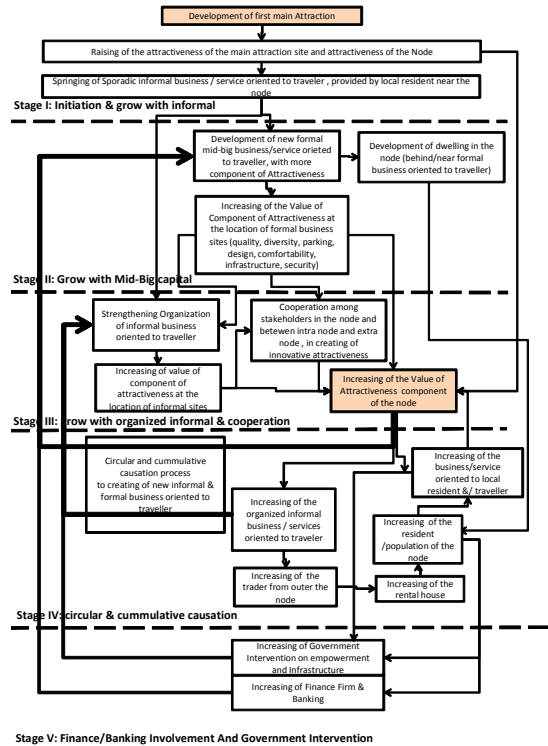 Development of first main Attraction
Raising of the attractiveness of the main attraction site and attractiveness of the Node
Springing of Sporadic informal business / service oriented to traveler , provided by local resident near the
node
Stage I: Initiation & grow with informal
Development of new formal
mid-big business/service orieted
to traveller, with more
component of Attractiveness
Development of dwelling in the
node (behind/near formal
business oriented to traveller)
Increasing of the Value of
Component of Attractiveness at
the location of formal business
sites (quality, diversity, parking,
design, comfortability,
infrastructure, security)
Stage II: Grow with Mid-Big capital
Strengthening Organization
of informal business
oriented to traveller
Cooperation among
stakeholders in the node and
betewen intra node and extra
node , in creating of
innovative attractiveness
Increasing of value of
component of
attractiveness at the
location of informal sites
Increasing of the Value of
Attractiveness component
of the node
Stage III: grow with organized informal & cooperation
Circular and cummulative
causation process
to creating of new informal &
formal business oriented to
traveller
Increasing of the
business/service
oriented to local
resident &/ traveller
Increasing of the
organized informal
business / services
oriented to traveler
Increasing of the
resident
/population of the
node
Increasing of the
trader from outer the
node
Increasing of the
rental house
Stage IV: circular & cummulative causation
Increasing of Government
Intervention on empowerment
and Infrastructure
Increasing of Finance Firm &
Banking
Stage V: Finance/Banking Involvement And Government Intervention